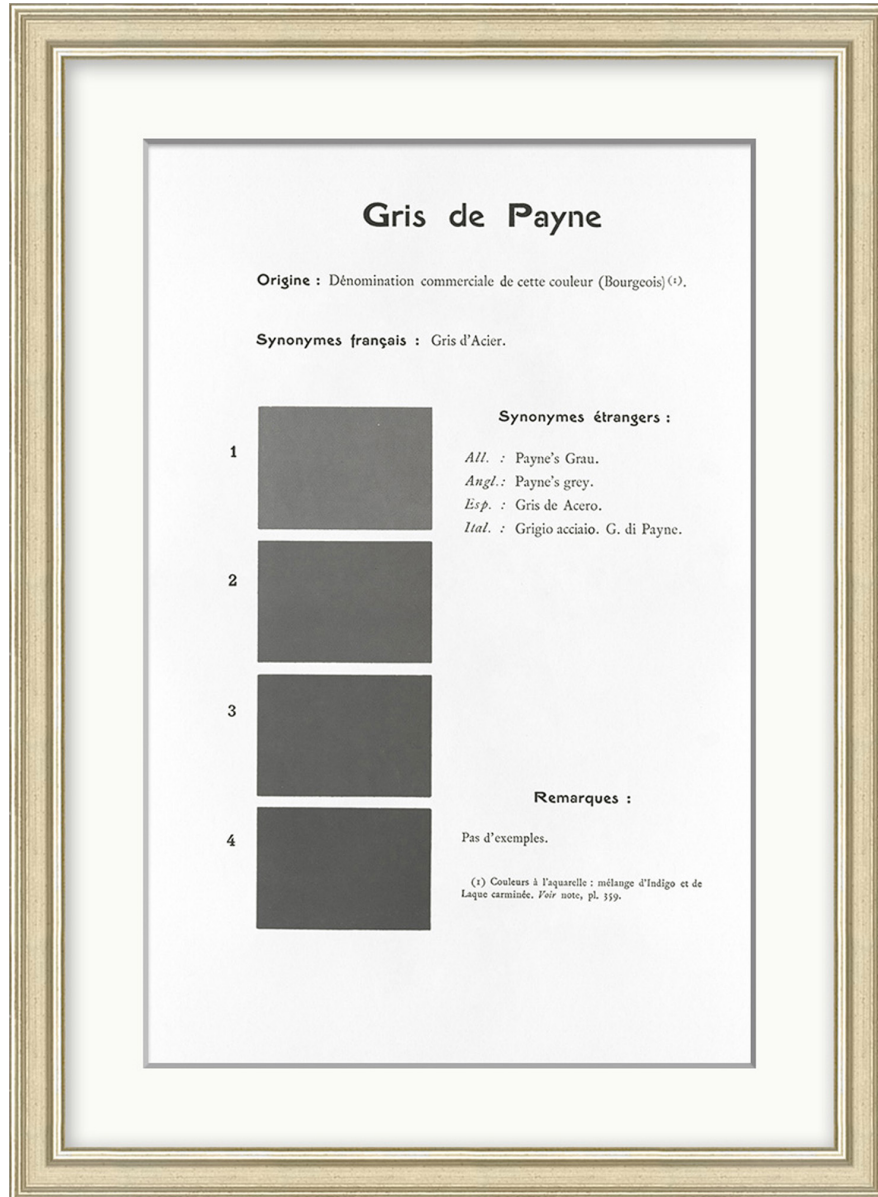 Gris de Payne
Origine : Dénomination commerciale de cette couleur (Bourgeois) (1).
Synonymes français : Gris d'Acier.
1
2
3
4
Synonymes étrangers :
All. : Payne's Grau.
Angl. : Payne's grey.
Esp. : Gris de Acero.
Ital. : Grigio acciaio. G. di Payne.
Remarques :
Pas d'exemples.
(1) Couleurs à l'aquarelle : mélange d'Indigo et de
Laque carminée. Voir note, pl. 359.